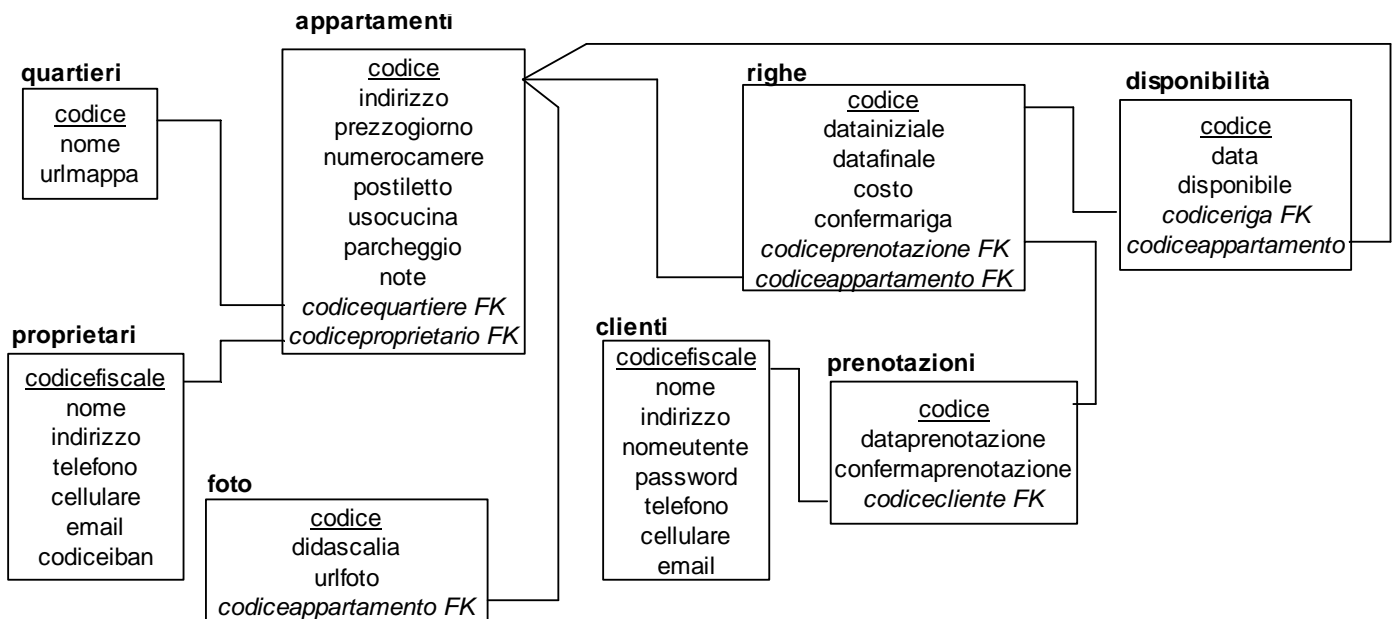 appartamenti
codice
indirizzo
prezzogiorno
numerocamere
postiletto
usocucina
parcheggio
note
codicequartiere FK
codiceproprietario FK
quartieri
codice
nome
urlmappa
righe
codice
datainiziale
datafinale
costo
confermariga
codiceprenotazione FK
codiceappartamento FK
disponibilità
codice
data
disponibile
codiceriga FK
codiceappartamento
proprietari
codicefiscale
nome
indirizzo
telefono
cellulare
email
codiceiban
foto
codice
didascalia
urlfoto
codiceappartamento FK
clienti
codicefiscale
nome
indirizzo
nomeutente
password
telefono
cellulare
email
prenotazioni
codice
dataprenotazione
confermaprenotazione
codicecliente FK